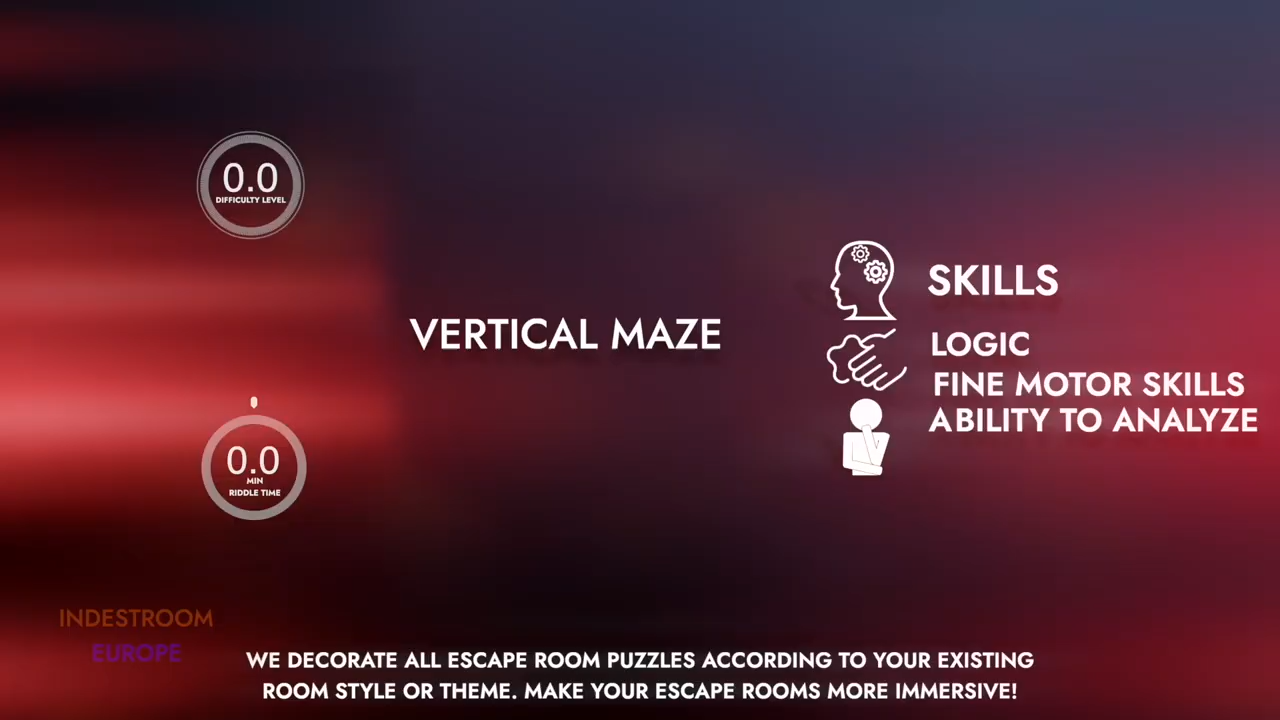 0.0
DIFFICULTY LEVEL
VERTICAL MAZE
SKILLS
LOGIC
FINE MOTOR SKILLS
ABILITY TO ANALYZE
0.0
MIN
RIDDLE TIME
INDESTROOM
EUROPE
WE DECORATE ALL ESCAPE ROOM PUZZLES ACCORDING TO YOUR EXISTING
ROOM STYLE OR THEME. MAKE YOUR ESCAPE ROOMS MORE IMMERSIVE!